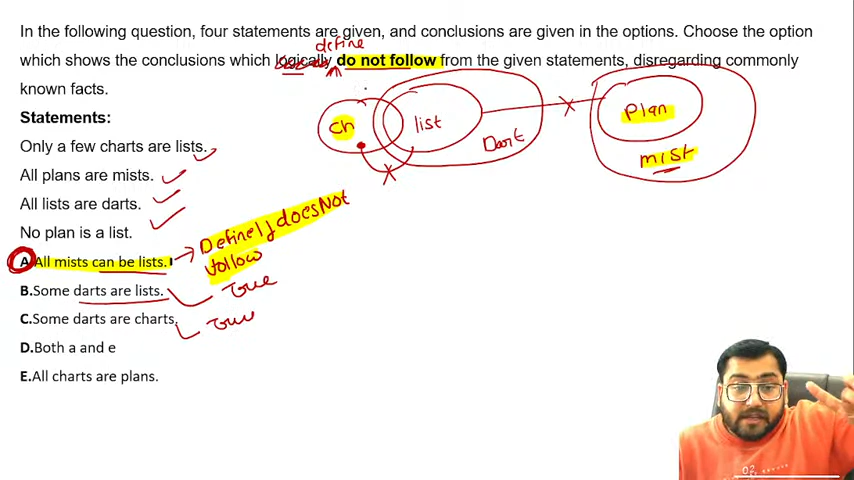 In the following question, four statements are given, and conclusions are given in the options. Choose the option
define
which shows the conclusions which logically do not follow from the given statements, disregarding commonly
known facts.
Statements:
Only a few charts are lists.
All plans are mists.
All lists are darts.
No plan is a list.
A.All mists can be lists.
B.Some darts are lists.
C.Some darts are charts.
D.Both a and e
E.All charts are plans.
Ch
list
Dart
Plan
mist
Definelf doesNot
follow
True
True